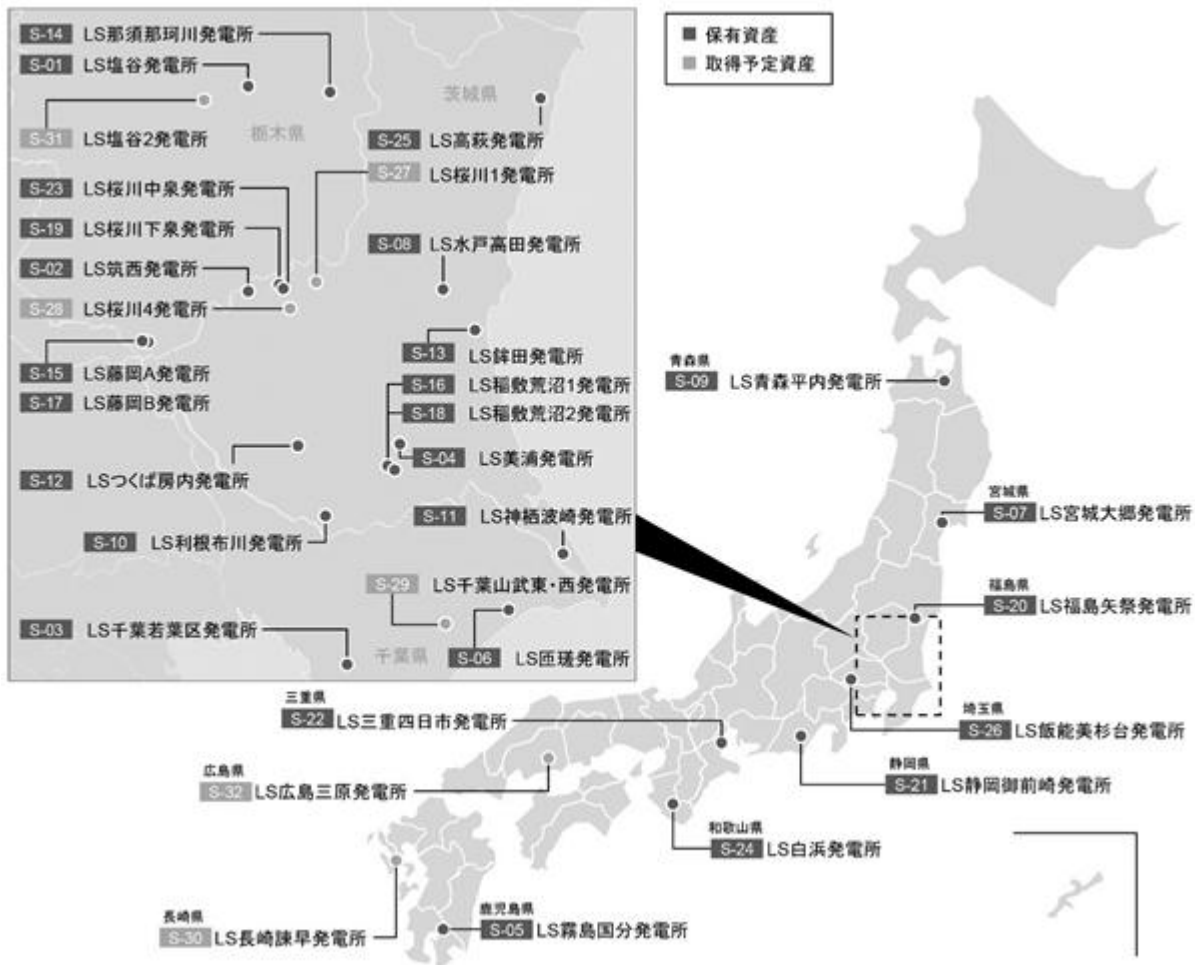 保有資産
取得予定資産
S-14 LS那須那珂川発電所
S-01 LS塩谷発電所
茨城県
栃木県
S-31 LS塩谷2発電所
S-25 LS高萩発電所
S-27 LS桜川1発電所
S-23 LS桜川中泉発電所
S-19 LS桜川下泉発電所
S-08 LS水戸高田発電所
S-02 LS筑西発電所
S-28 LS桜川4発電所
S-13 LS鉾田発電所
S-15 LS藤岡A発電所
S-16 LS稲敷荒沼1発電所
S-17 LS藤岡B発電所
S-18 LS稲敷荒沼2発電所
S-04 LS美浦発電所
S-12 LSつくば房内発電所
S-11 LS神栖波崎発電所
S-10 LS利根布川発電所
S-29 LS千葉山武東・西発電所
S-03 LS千葉若葉区発電所
千葉県
S-06 LS匝瑳発電所
青森県
S-09 LS青森平内発電所
宮城県
S-07 LS宮城大郷発電所
福島県
S-20 LS福島矢祭発電所
三重県
S-22 LS三重四日市発電所
埼玉県
S-26 LS飯能美杉台発電所
広島県
S-32 LS広島三原発電所
静岡県
S-21 LS静岡御前崎発電所
和歌山県
S-24 LS白浜発電所
長崎県
S-30 LS長崎諫早発電所
鹿児島県
S-05 LS霧島国分発電所